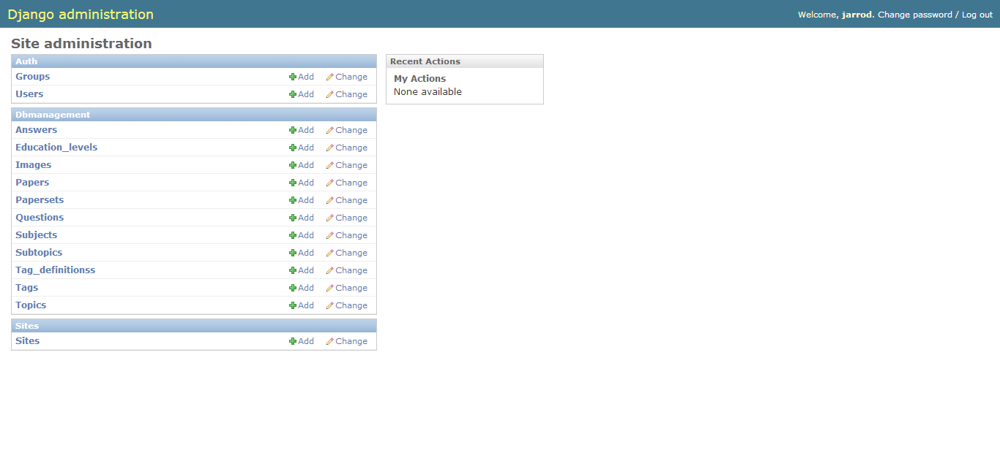 Django administration
Welcome, jarrod. Change password / Log out
Site administration
Auth
Groups Add Change
Users Add Change
Dbmanagement
Answers Add Change
Education_levels Add Change
Images Add Change
Papers Add Change
Papersets Add Change
Questions Add Change
Subjects Add Change
Subtopics Add Change
Tag_definitionss Add Change
Tags Add Change
Topics Add Change
Sites
Sites Add Change
Recent Actions
My Actions
None available